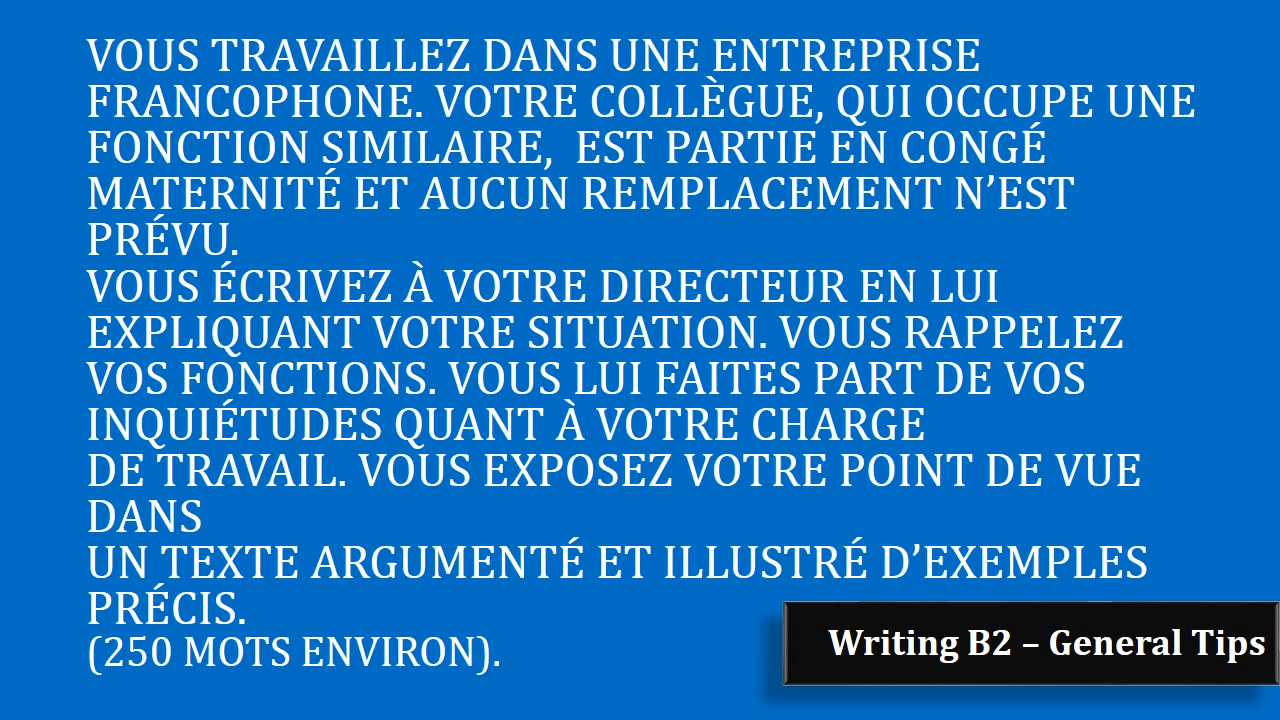 VOUS TRAVAILLEZ DANS UNE ENTREPRISE
FRANCOPHONE. VOTRE COLLÈGUE, QUI OCCUPE UNE
FONCTION SIMILAIRE,  EST PARTIE EN CONGÉ
MATERNITÉ ET AUCUN REMPLACEMENT N’EST
PRÉVU.
VOUS ÉCRIVEZ À VOTRE DIRECTEUR EN LUI
EXPLIQUANT VOTRE SITUATION. VOUS RAPPELEZ
VOS FONCTIONS. VOUS LUI FAITES PART DE VOS
INQUIÉTUDES QUANT À VOTRE CHARGE
DE TRAVAIL. VOUS EXPOSEZ VOTRE POINT DE VUE
DANS
UN TEXTE ARGUMENTÉ ET ILLUSTRÉ D’EXEMPLES
PRÉCIS.
(250 MOTS ENVIRON).
Writing B2 – General Tips